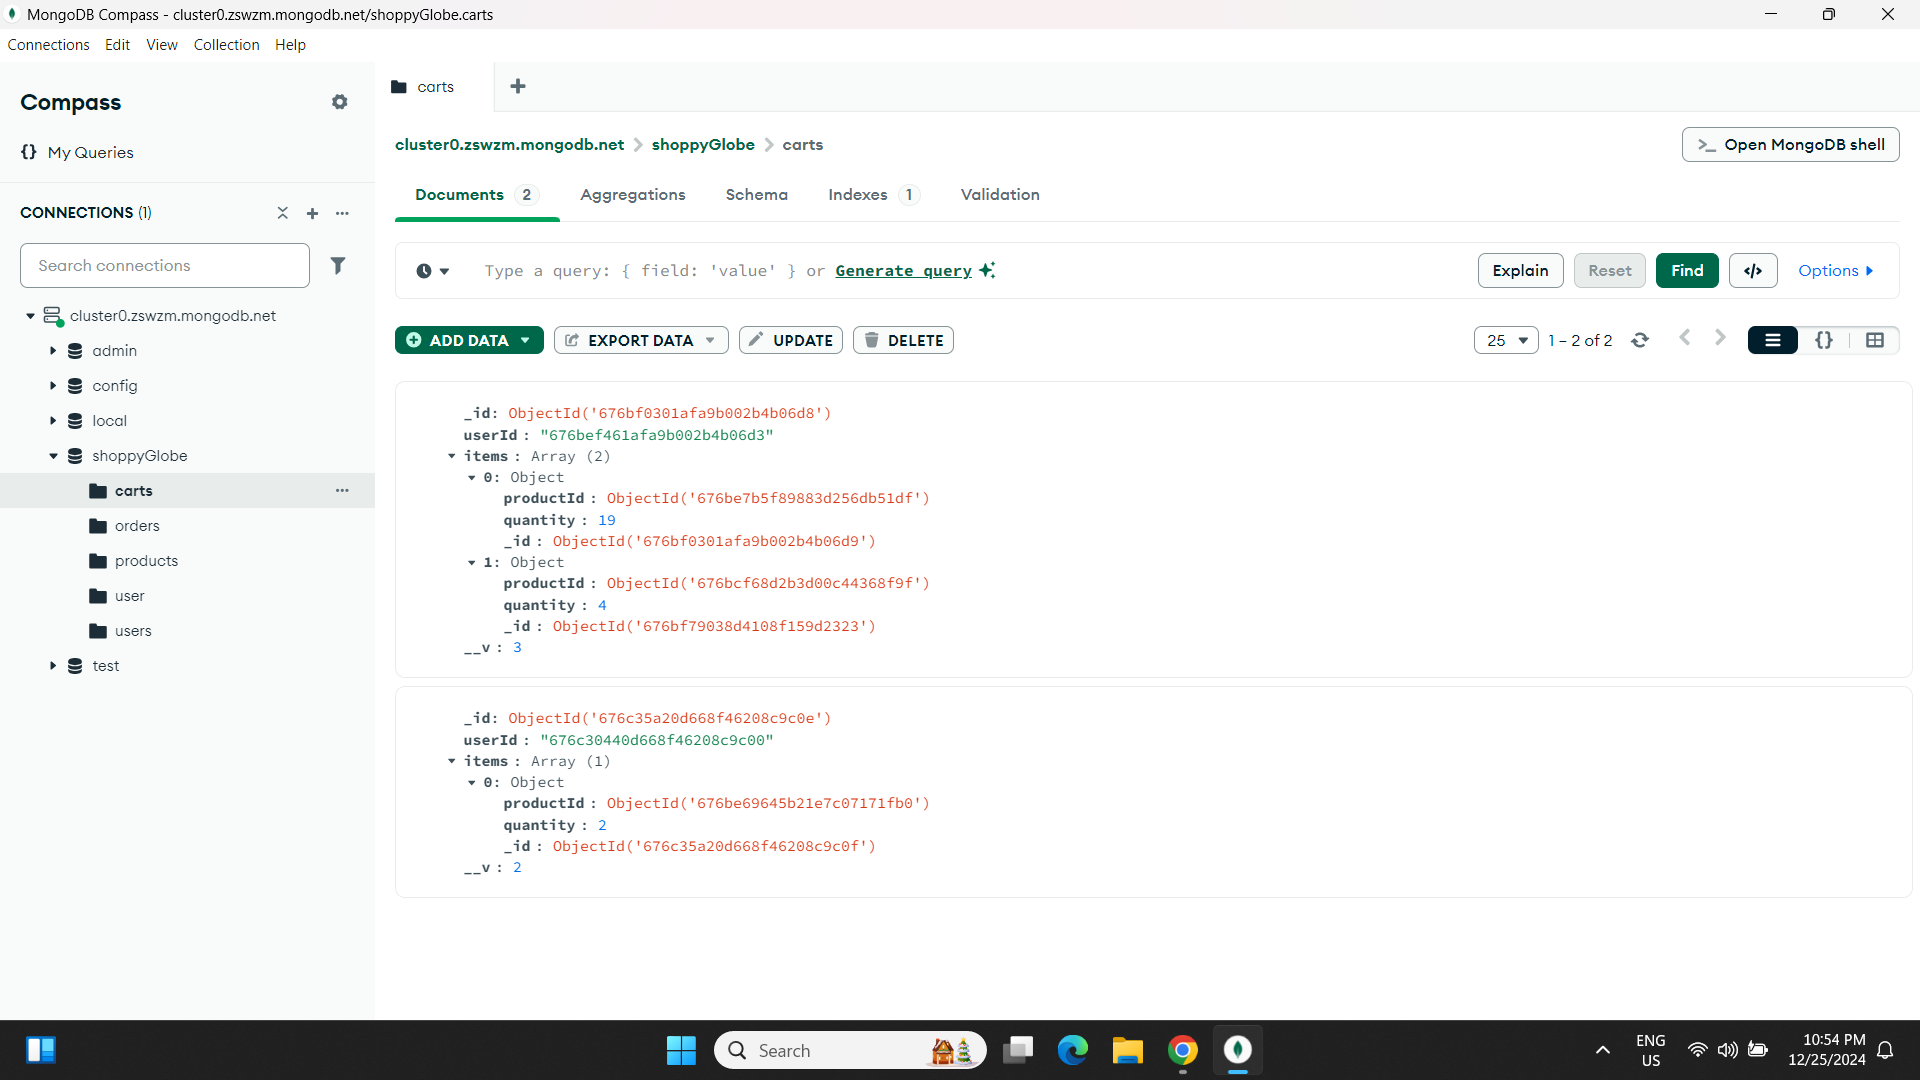 MongoDB Compass - cluster0.zswzm.mongodb.net/shoppyGlobe.carts
Connections Edit View Collection Help
Compass
carts
{} My Queries
cluster0.zswzm.mongodb.net > shoppyGlobe > carts
>_ Open MongoDB shell
Documents 2 Aggregations Schema Indexes 1 Validation
CONNECTIONS (1)
Search connections
Type a query: { field: 'value' } or Generate query
Explain Reset Find </> Options
ADD DATA EXPORT DATA UPDATE DELETE
25 1 – 2 of 2 {}
cluster0.zswzm.mongodb.net
admin
config
local
shoppyGlobe
carts
orders
products
user
users
test
_id: ObjectId('676bf0301afa9b002b4b06d8')
userId : "676bef461afa9b002b4b06d3"
items : Array (2)
0: Object
productId : ObjectId('676be7b5f89883d256db51df')
quantity : 19
_id : ObjectId('676bf0301afa9b002b4b06d9')
1: Object
productId : ObjectId('676bcf68d2b3d00c44368f9f')
quantity : 4
_id : ObjectId('676bf79038d4108f159d2323')
__v : 3
_id: ObjectId('676c35a20d668f46208c9c0e')
userId : "676c30440d668f46208c9c00"
items : Array (1)
0: Object
productId : ObjectId('676be69645b21e7c07171fb0')
quantity : 2
_id : ObjectId('676c35a20d668f46208c9c0f')
__v : 2
Search
ENG
US
10:54 PM
12/25/2024